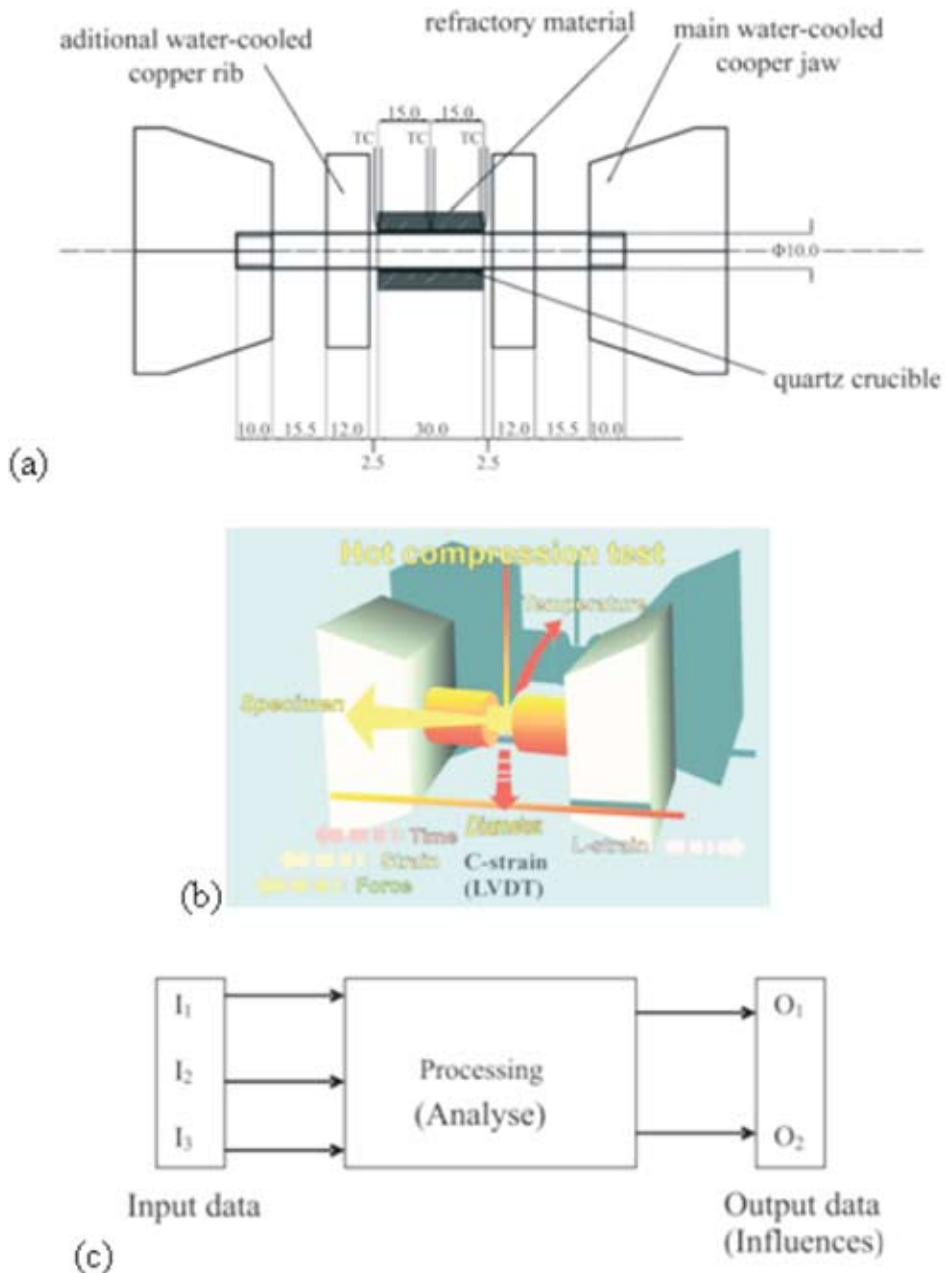 aditional water-cooled
copper rib
refractory material
main water-cooled
cooper jaw
15.0 15.0
TC TC TC
Φ10.0
quartz crucible
10.0 15.5 12.0 30.0 12.0 15.5 10.0
2.5 2.5
(a)
Hot compression test
Temperature
Specimen
Time
Strain
Force
Diameter
C-strain
(LVDT)
L-strain
(b)
I1
I2
I3
Processing
(Analyse)
O1
O2
Input data
Output data
(Influences)
(c)